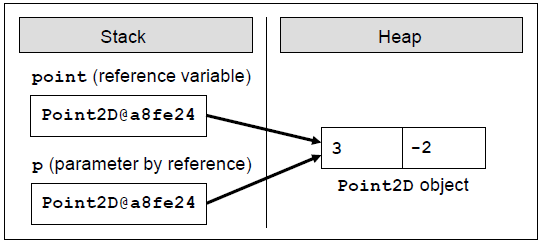 Stack
Heap
point (reference variable)
Point2D@a8fe24
p (parameter by reference)
Point2D@a8fe24
3
-2
Point2D object